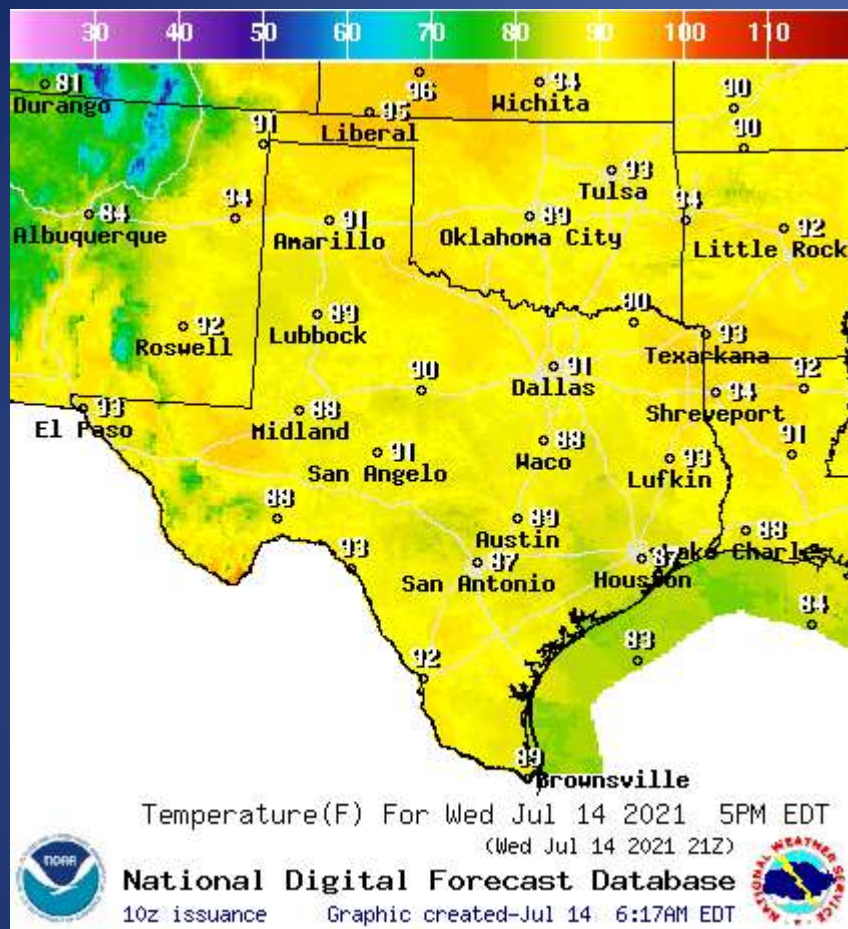 30 40 50 60 70 80 90 100 110
81
Durango
96
94
Wichita
90
95
Liberal
91
90
93
Tulsa
84
Albuquerque
94
91
Amarillo
89
Oklahoma City
94
92
Little Rock
92
Roswell
89
Lubbock
90
93
Texarkana
90
91
Dallas
94
Shreveport
92
93
El Paso
88
Midland
91
San Angelo
88
Waco
93
Lufkin
91
88
89
Austin
88
Lake Charles
93
87
San Antonio
87
Houston
84
83
92
89
Brownsville
Temperature(F) For Wed Jul 14 2021 5PM EDT
(Wed Jul 14 2021 21Z)
National Digital Forecast Database
10z issuance Graphic created-Jul 14 6:17AM EDT
NOAA
NATIONAL WEATHER SERVICE